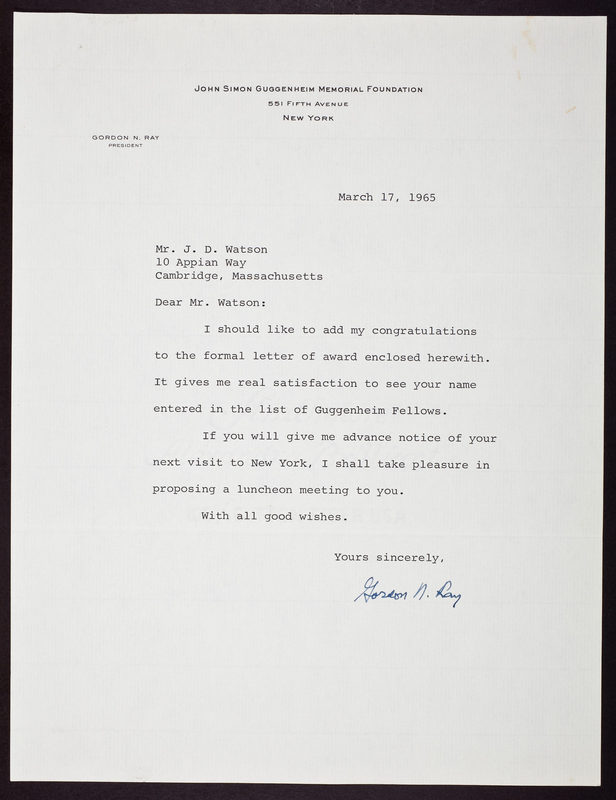 JOHN SIMON GUGGENHEIM MEMORIAL FOUNDATION
551 FIFTH AVENUE
NEW YORK
GORDON N. RAY
PRESIDENT
March 17, 1965
Mr. J. D. Watson
10 Appian Way
Cambridge, Massachusetts
Dear Mr. Watson:
I should like to add my congratulations
to the formal letter of award enclosed herewith.
It gives me real satisfaction to see your name
entered in the list of Guggenheim Fellows.
If you will give me advance notice of your
next visit to New York, I shall take pleasure in
proposing a luncheon meeting to you.
With all good wishes.
Yours sincerely,
Gordon N. Ray